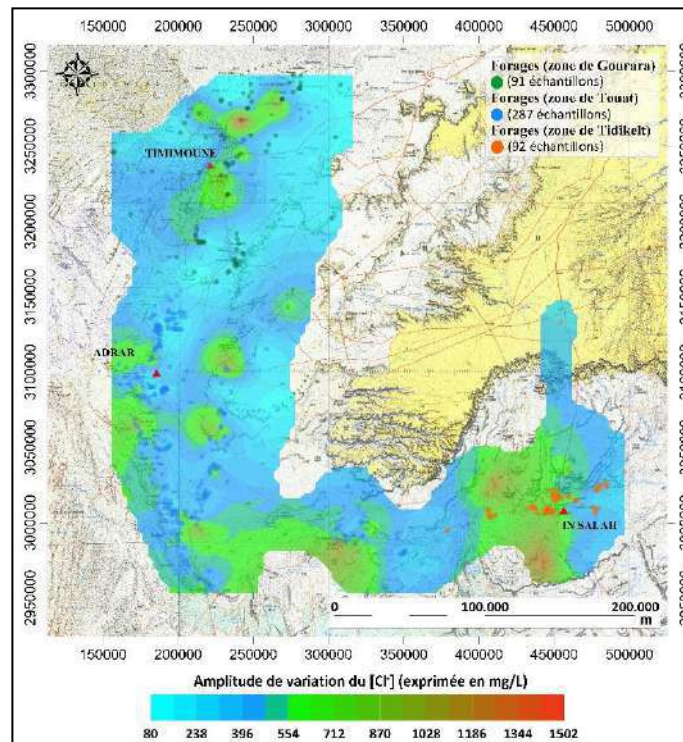 150000 200000 250000 300000 350000 400000 450000 500000
3300000
3250000
3200000
3150000
3100000
3050000
3000000
2950000
Forages (zone de Gourara)
(91 échantillons)
Forages (zone de Touat)
(287 échantillons)
Forages (zone de Tidikelt)
(92 échantillons)
TIMIMOUNE
ADRAR
IN SALAH
0 100.000 200.000
m
150000 200000 250000 300000 350000 400000 450000 500000
Amplitude de variation du [Cl-] (exprimée en mg/L)
80 238 396 554 712 870 1028 1186 1344 1502